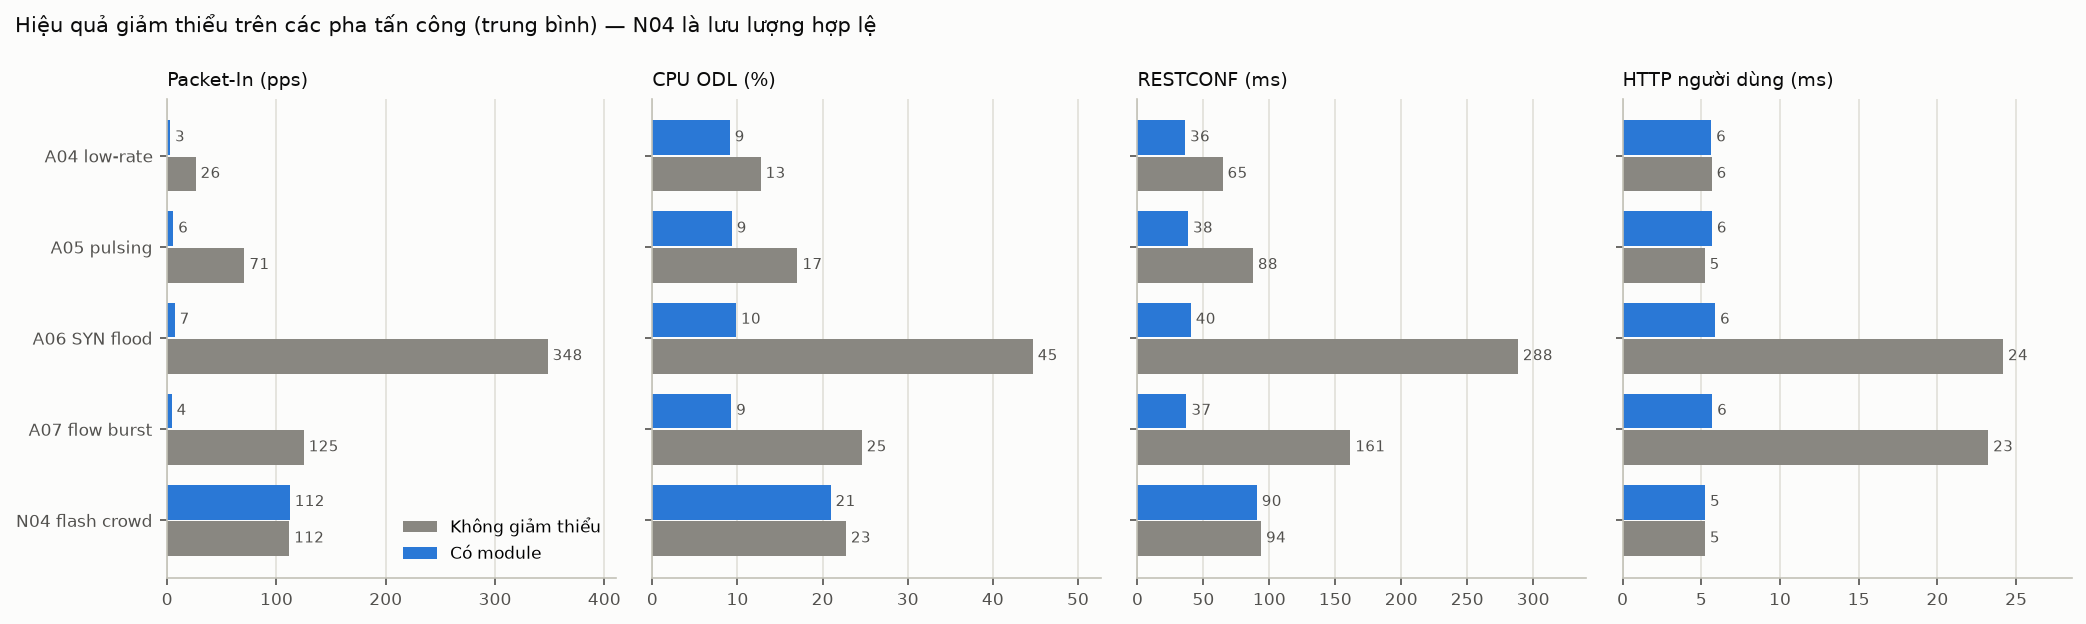 Hiệu quả giảm thiểu trên các pha tấn công (trung bình) — N04 là lưu lượng hợp lệ
Packet-In (pps)
A04 low-rate
3
26
A05 pulsing
6
71
A06 SYN flood
7
348
A07 flow burst
4
125
N04 flash crowd
112
112
Không giảm thiểu
Có module
0 100 200 300 400
CPU ODL (%)
9
13
9
17
10
45
9
25
21
23
0 10 20 30 40 50
RESTCONF (ms)
36
65
38
88
40
288
37
161
90
94
0 50 100 150 200 250 300
HTTP người dùng (ms)
6
6
6
5
6
24
6
23
5
5
0 5 10 15 20 25